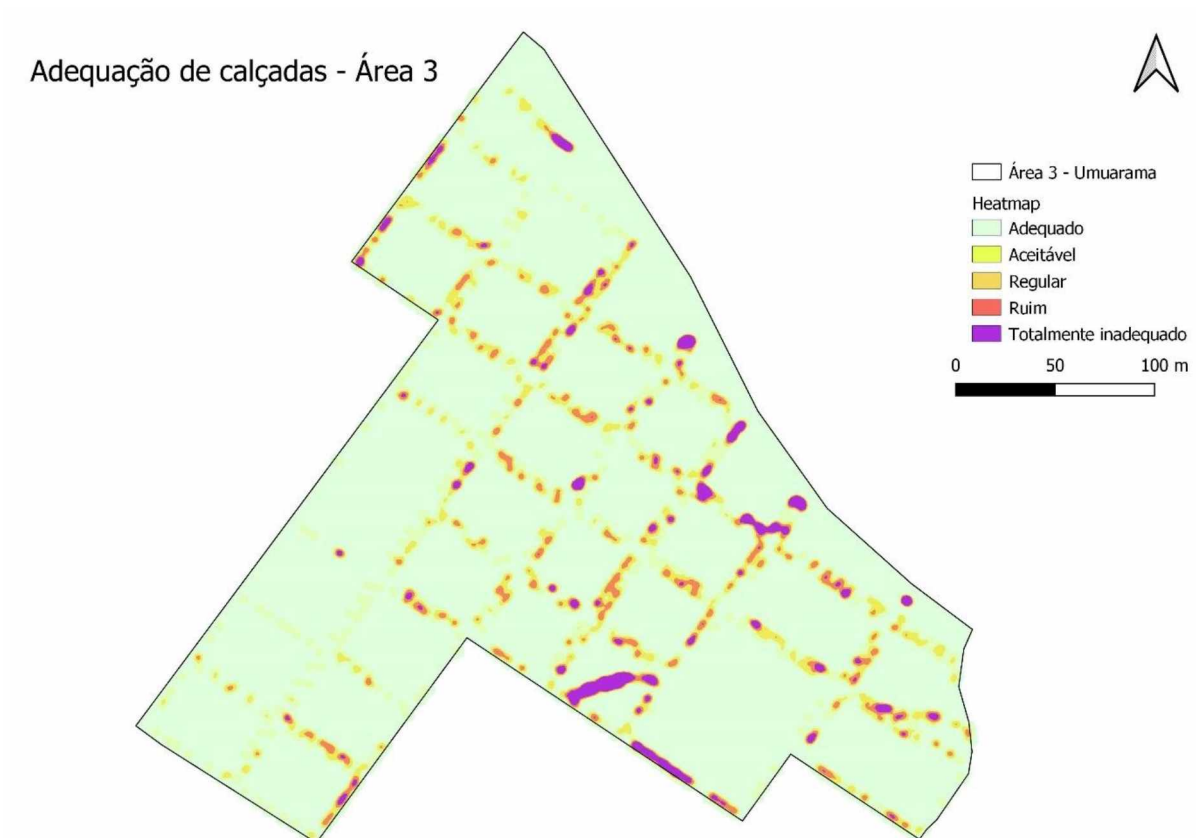 Adequação de calçadas - Área 3
Área 3 - Umuarama
Heatmap
Adequado
Aceitável
Regular
Ruim
Totalmente inadequado
0 50 100 m